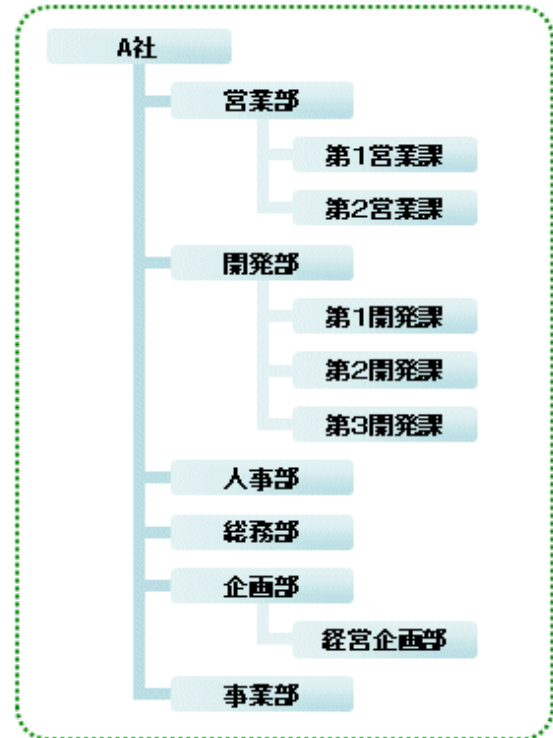 A社
営業部
第1営業課
第2営業課
開発部
第1開発課
第2開発課
第3開発課
人事部
総務部
企画部
経営企画部
事業部